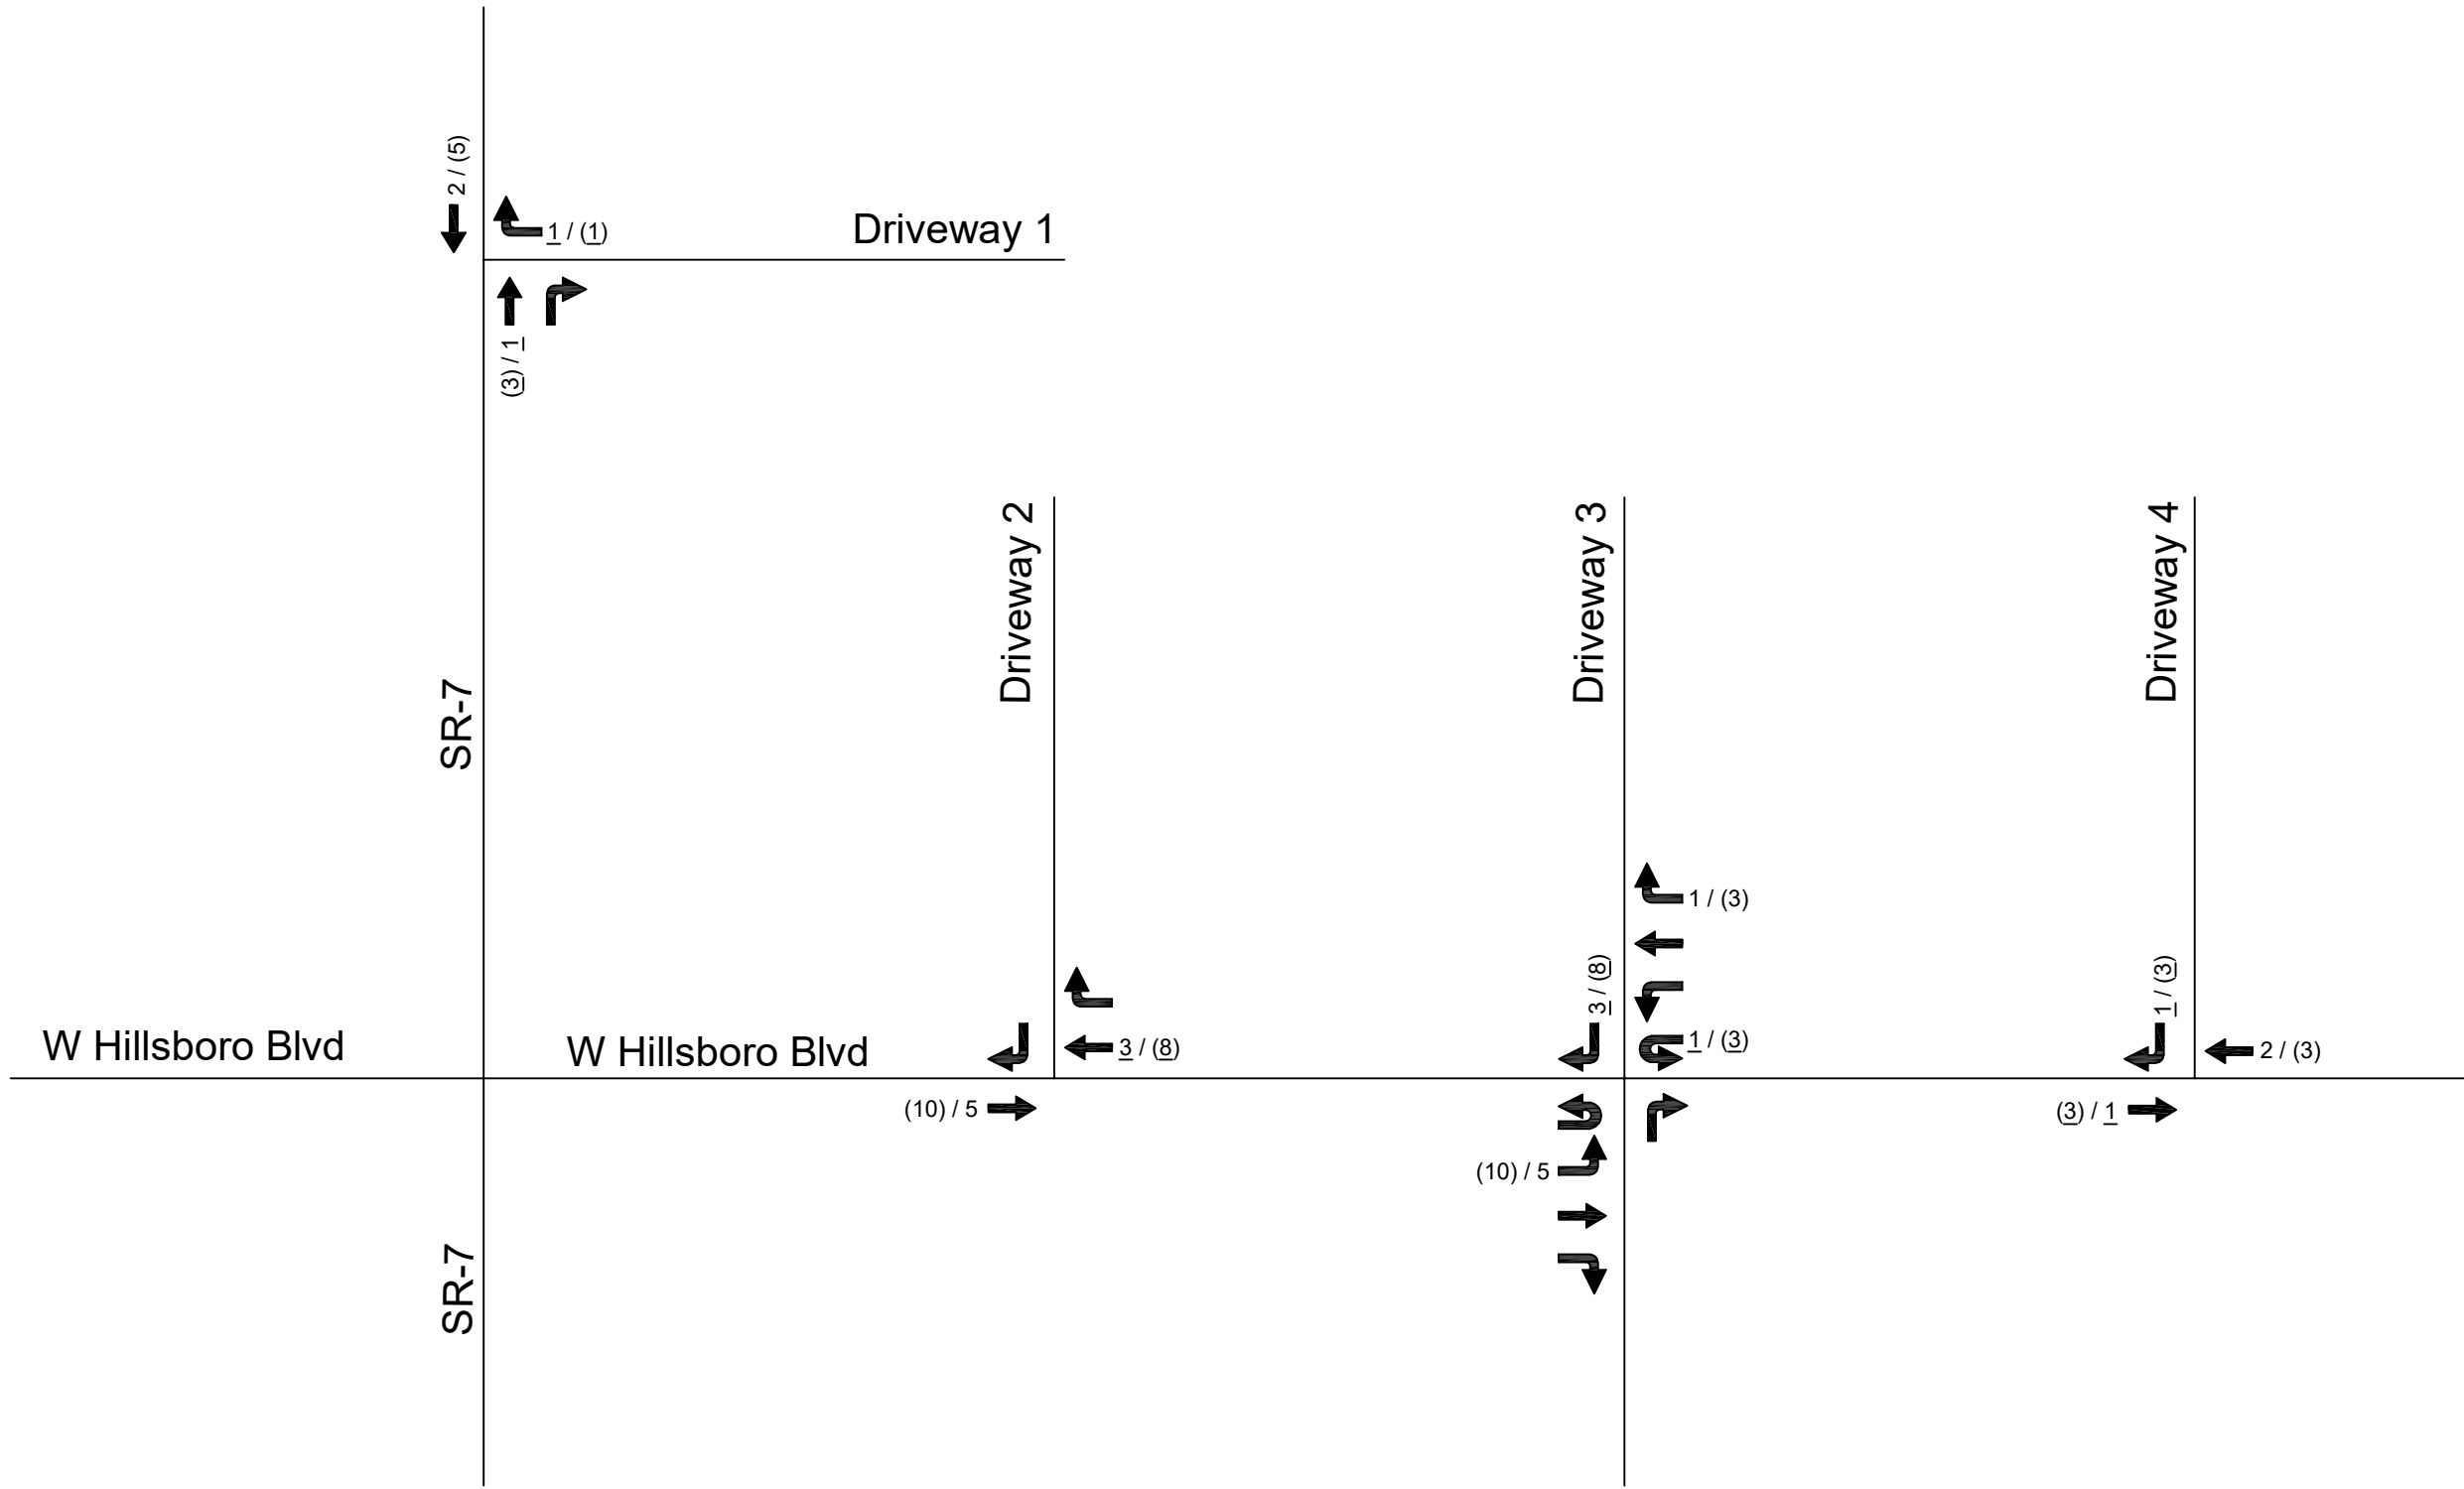 2 / (5)
1 / (1)
Driveway 1
(3) / 1
SR-7
Driveway 2
Driveway 3
Driveway 4
1 / (3)
3 / (8)
1 / (3)
W Hillsboro Blvd
W Hillsboro Blvd
3 / (8)
1 / (3)
2 / (3)
(10) / 5
(3) / 1
(10) / 5
SR-7